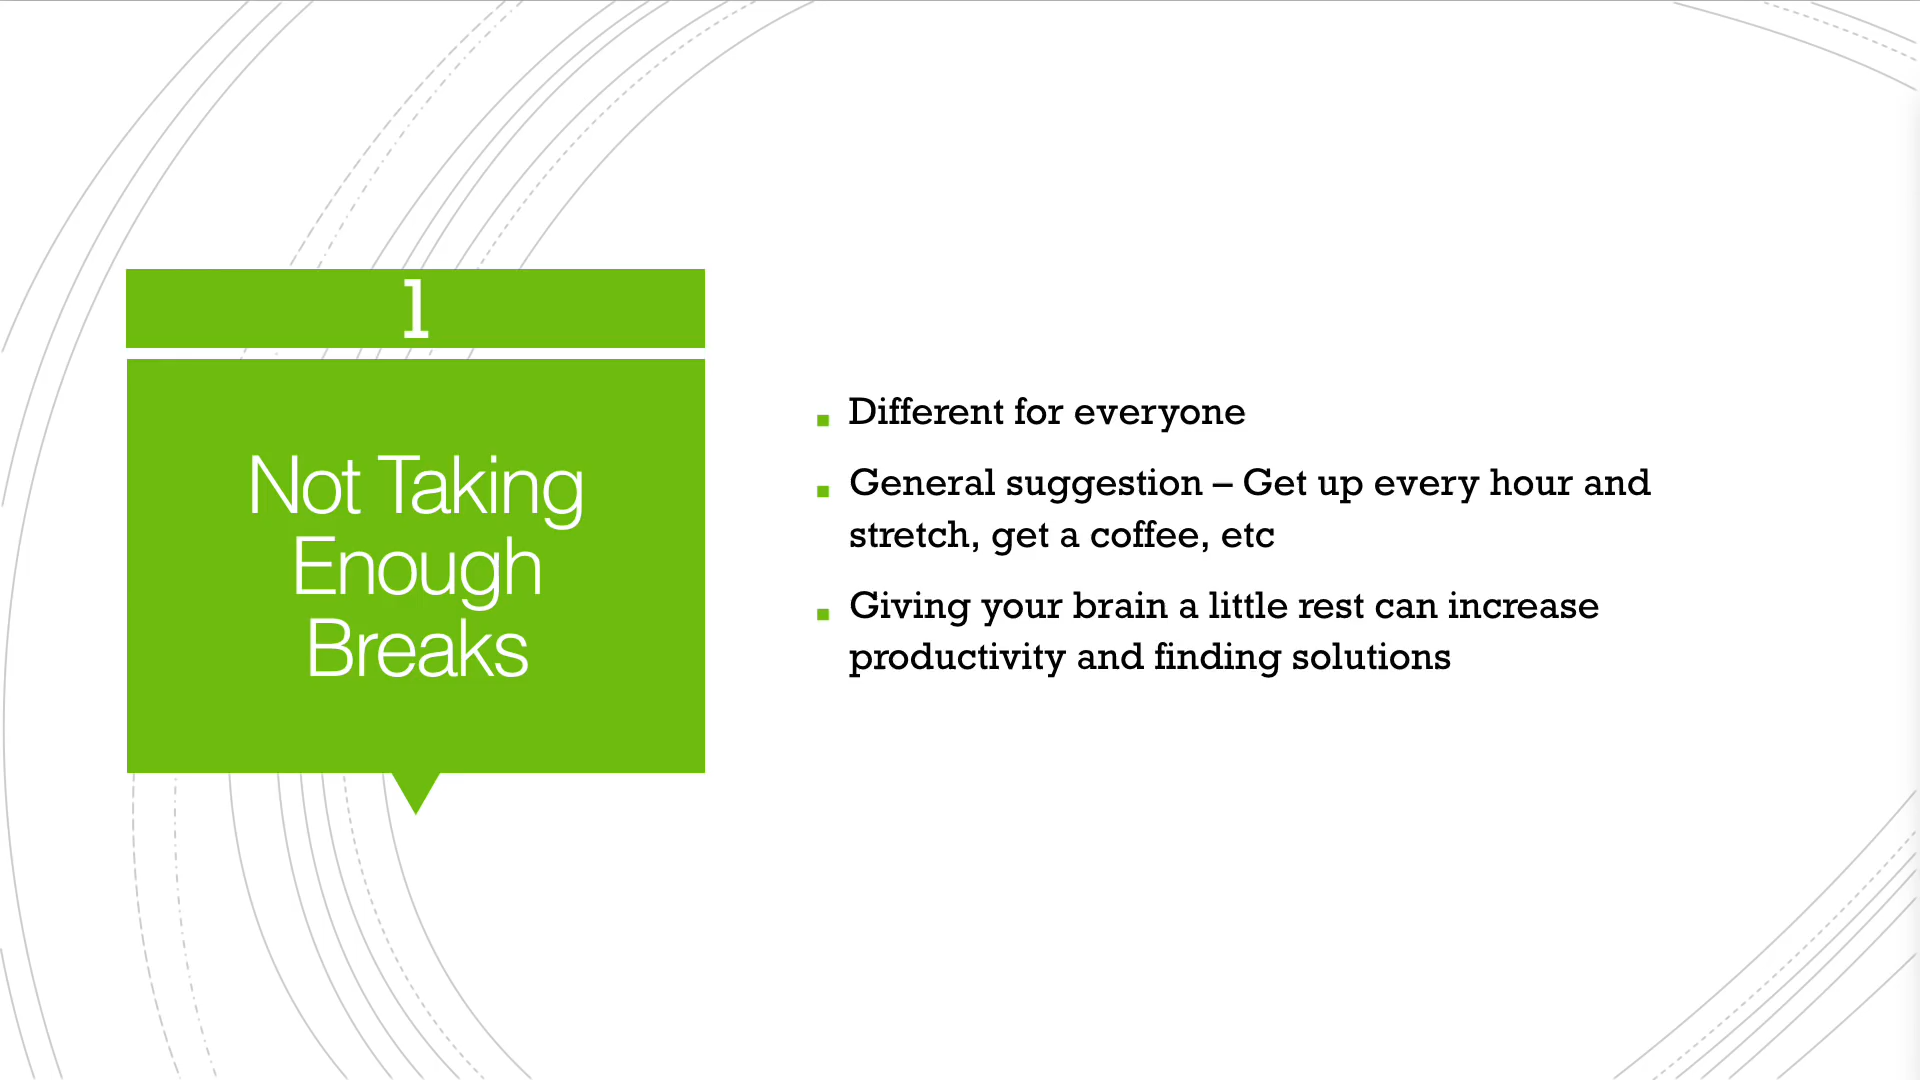 1
Not Taking
Enough
Breaks
Different for everyone
General suggestion – Get up every hour and
stretch, get a coffee, etc
Giving your brain a little rest can increase
productivity and finding solutions